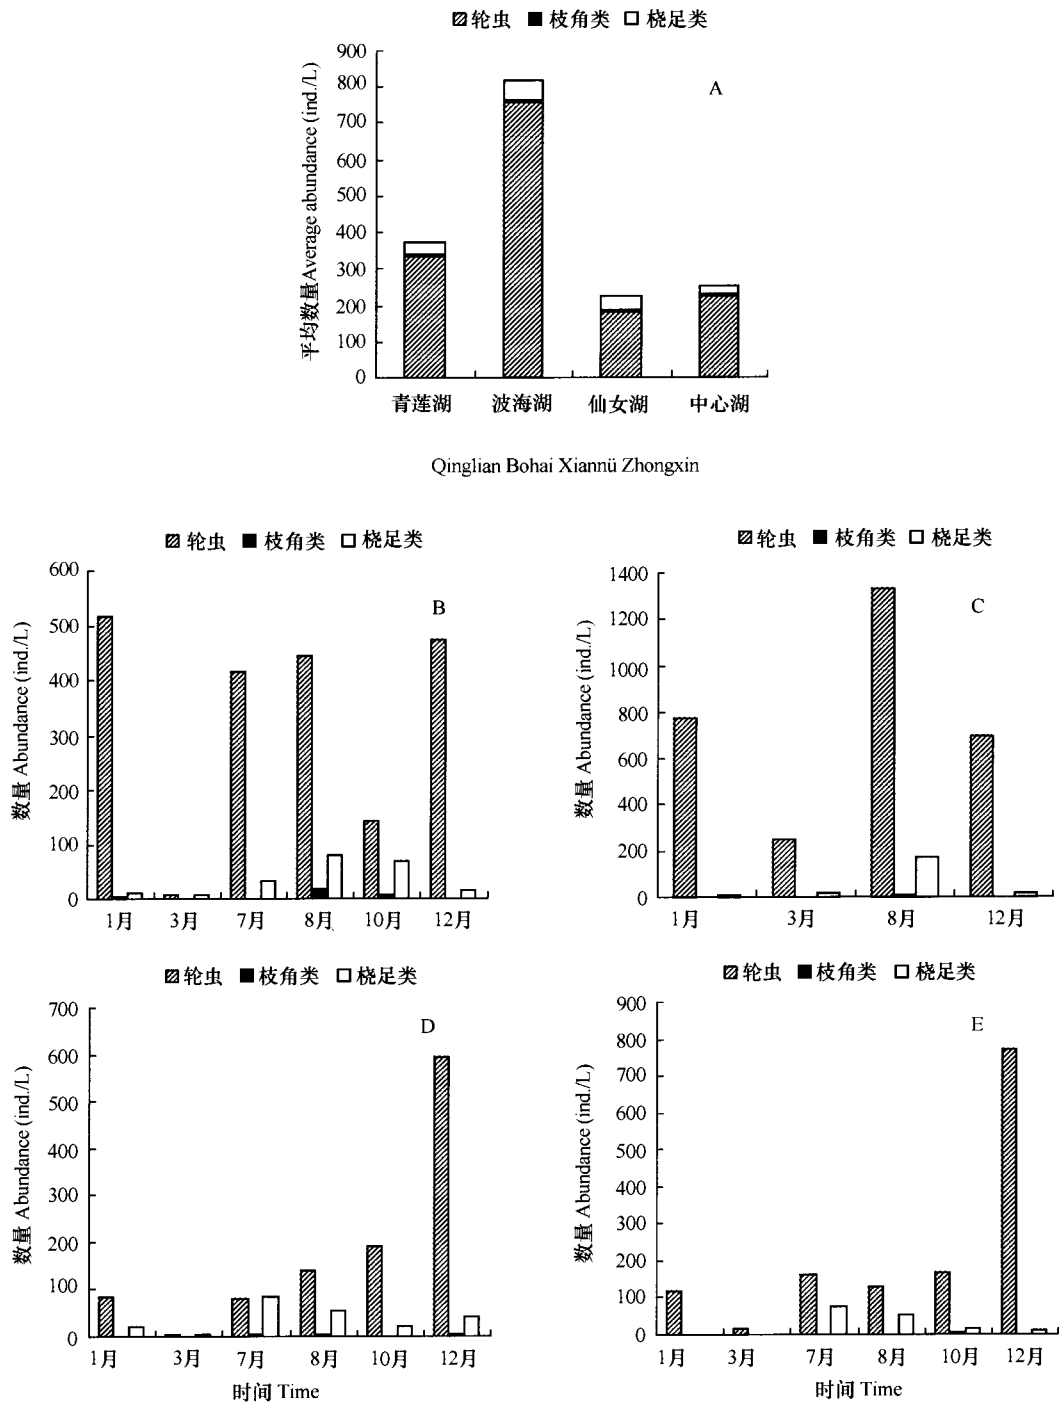 轮虫 枝角类 桡足类
A
平均数量Average abundance (ind./L)
900
800
700
600
500
400
300
200
100
0
青莲湖 波海湖 仙女湖 中心湖
Qinglian Bohai Xiannü Zhongxin
轮虫 枝角类 桡足类
B
数量 Abundance (ind./L)
600
500
400
300
200
100
0
1月 3月 7月 8月 10月 12月
轮虫 枝角类 桡足类
C
数量 Abundance (ind./L)
1400
1200
1000
800
600
400
200
0
1月 3月 8月 12月
轮虫 枝角类 桡足类
D
数量 Abundance (ind./L)
700
600
500
400
300
200
100
0
1月 3月 7月 8月 10月 12月
时间 Time
轮虫 枝角类 桡足类
E
数量 Abundance (ind./L)
900
800
700
600
500
400
300
200
100
0
1月 3月 7月 8月 10月 12月
时间 Time